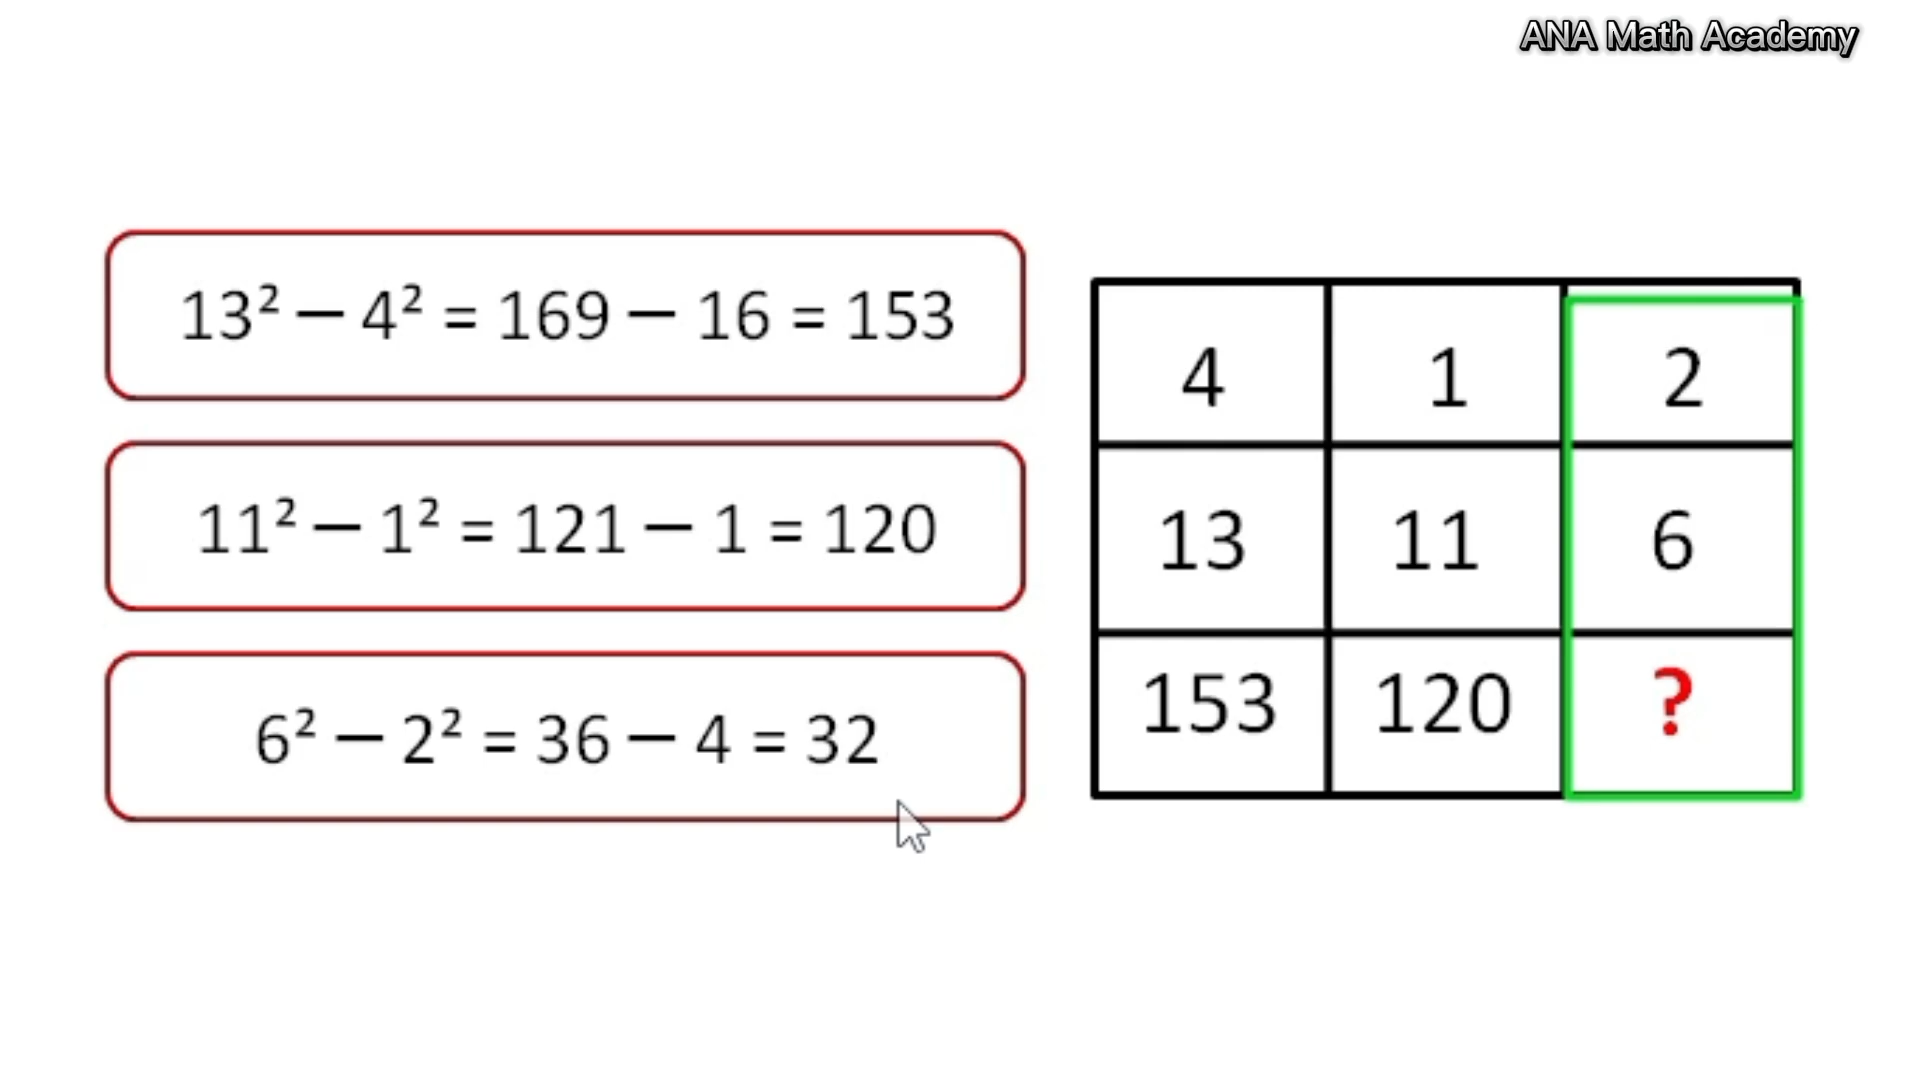 ANA Math Academy
13² − 4² = 169 − 16 = 153
11² − 1² = 121 − 1 = 120
6² − 2² = 36 − 4 = 32
4 1 2
13 11 6
153 120 ?